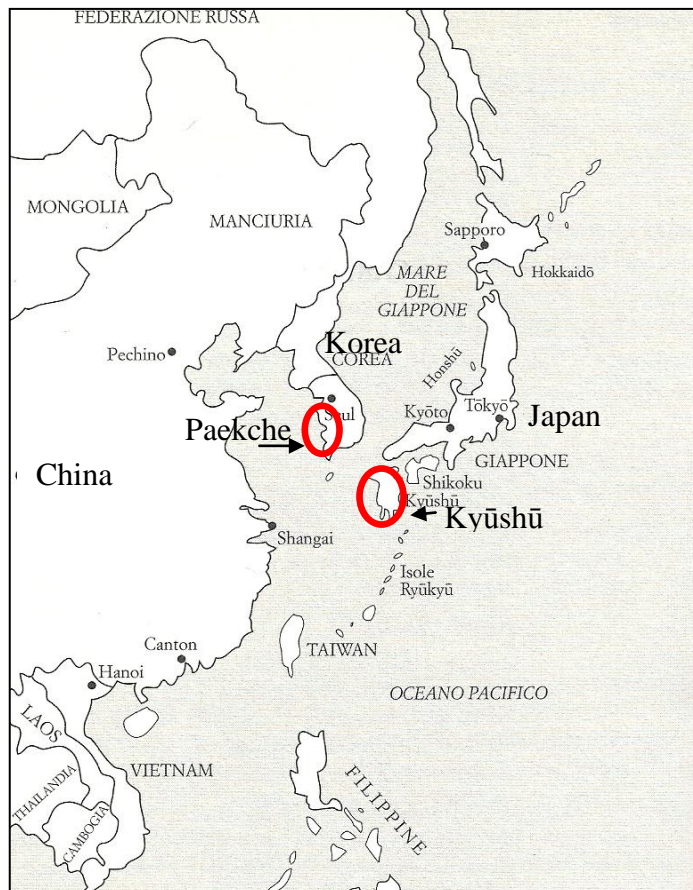 FEDERAZIONE RUSSA
MONGOLIA
MANCIURIA
Sapporo
Hokkaidō
MARE
DEL
GIAPPONE
Pechino
Korea
COREA
Honshū
Seul
Kyōto
Tōkyō
Japan
Paekche
GIAPPONE
China
Shikoku
Kyūshū
Kyūshū
Shangai
Isole
Ryūkyū
TAIWAN
Canton
Hanoi
OCEANO PACIFICO
LAOS
VIETNAM
THAILANDIA
CAMBOGIA
FILIPPINE